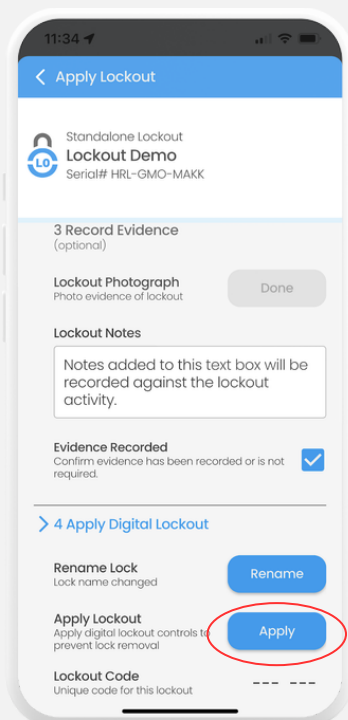 11:34
Apply Lockout
Standalone Lockout
LO
Lockout Demo
Serial# HRL-GMO-MAKK
3 Record Evidence
(optional)
Lockout Photograph
Photo evidence of lockout
Done
Lockout Notes
Notes added to this text box will be
recorded against the lockout
activity.
Evidence Recorded
Confirm evidence has been recorded or is not
required.
4 Apply Digital Lockout
Rename Lock
Lock name changed
Rename
Apply Lockout
Apply digital lockout controls to
prevent lock removal
Apply
Lockout Code
Unique code for this lockout
--- ---